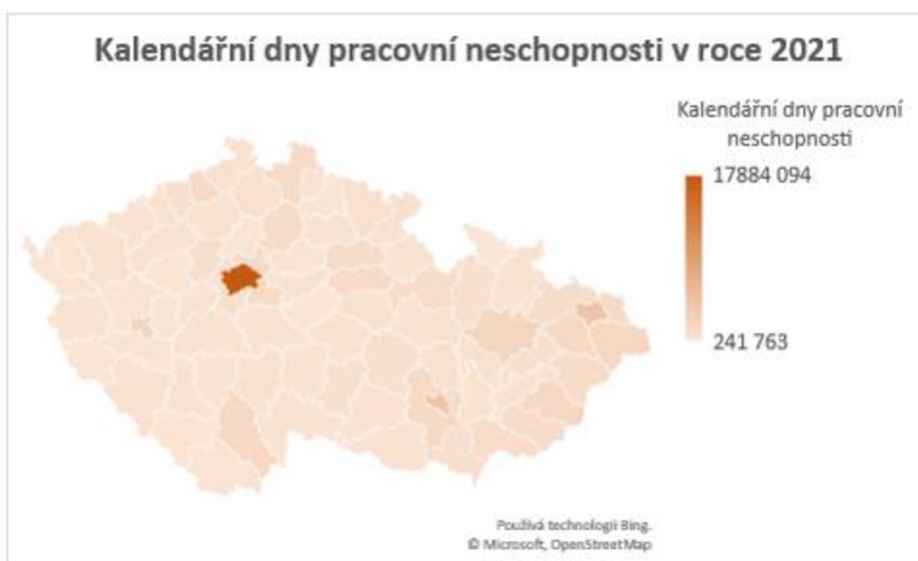 Kalendářní dny pracovní neschopnosti v roce 2021
Kalendářní dny pracovní
neschopnosti
17884 094
241 763
Používá technologii Bing.
© Microsoft, OpenStreetMap